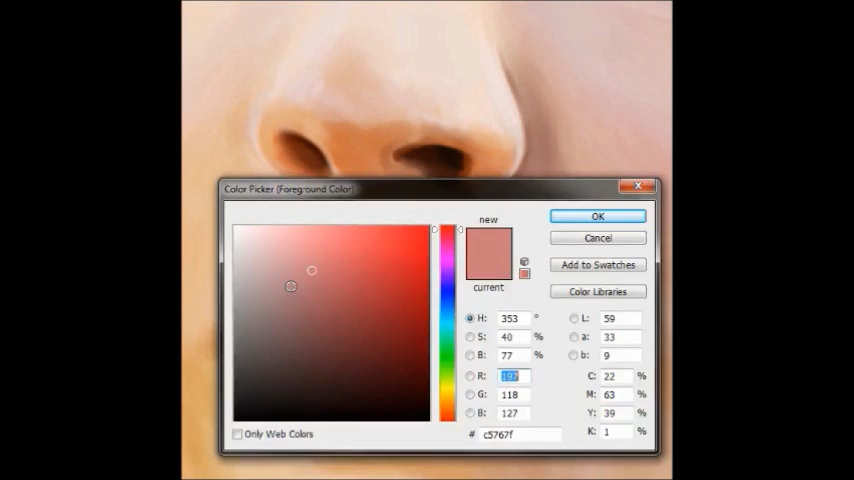 Color Picker (Foreground Color)
new
current
OK
Cancel
Add to Swatches
Color Libraries
H: 353 °
S: 40 %
B: 77 %
R: 197
G: 118
B: 127
# c5767f
L: 59
a: 33
b: 9
C: 22 %
M: 63 %
Y: 39 %
K: 1 %
Only Web Colors